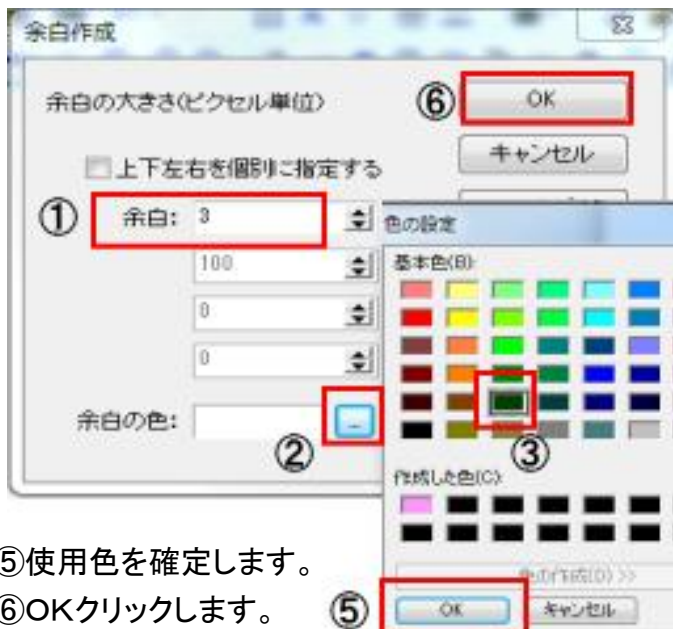 余白作成
余白の大きさ(ピクセル単位)
⑥ OK
キャンセル
上下左右を個別に指定する
① 余白: 3
100
0
0
余白の色:
② ...
色の設定
基本色(B):
③
作成した色(C):
色の作成(D) >>
⑤ OK キャンセル
⑤使用色を確定します。
⑥OKクリックします。